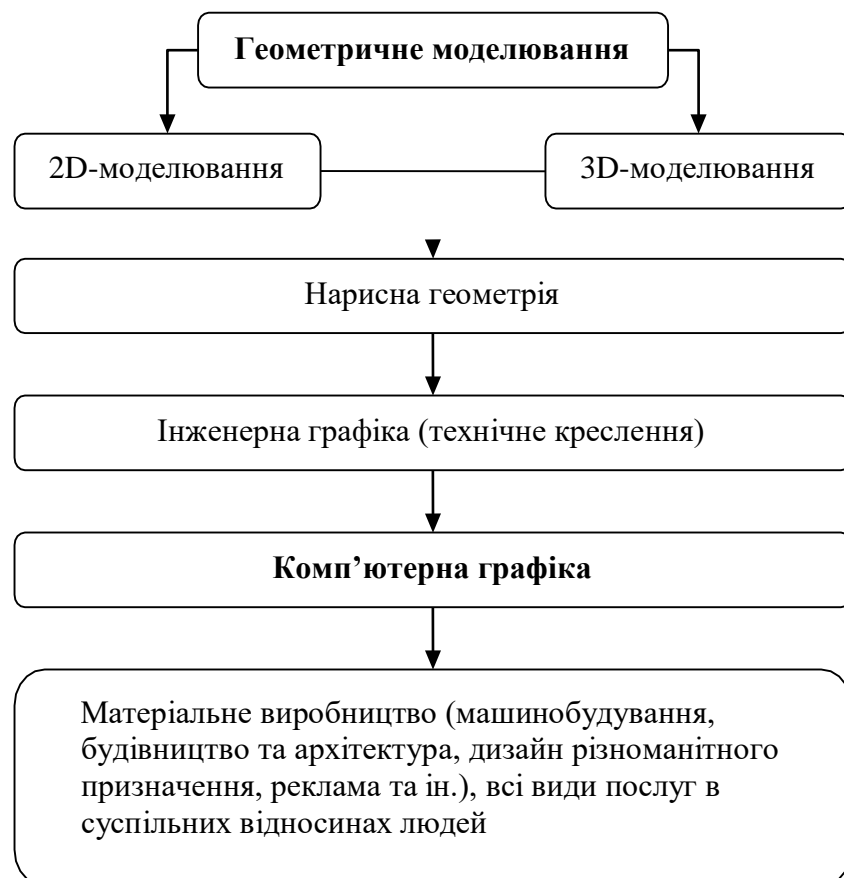 Геометричне моделювання
2D-моделювання
3D-моделювання
Нарисна геометрія
Інженерна графіка (технічне креслення)
Комп’ютерна графіка
Матеріальне виробництво (машинобудування,
будівництво та архітектура, дизайн різноманітного
призначення, реклама та ін.), всі види послуг в
суспільних відносинах людей